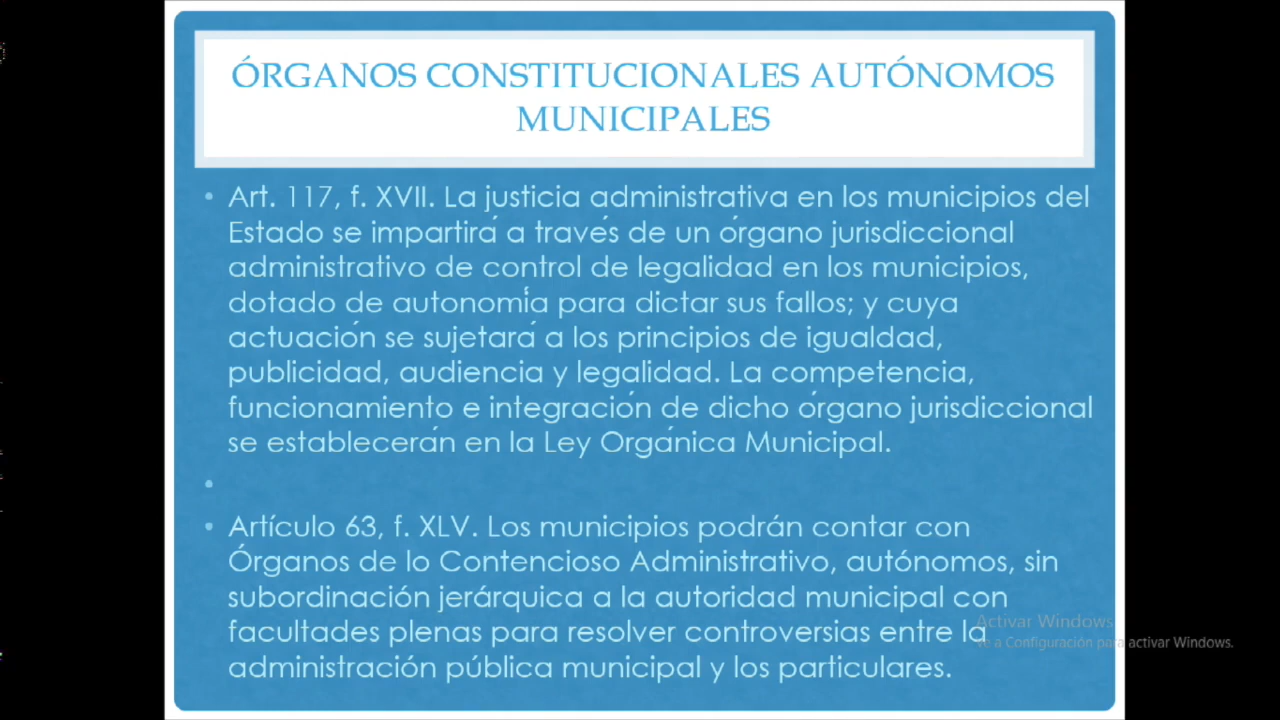 ÓRGANOS CONSTITUCIONALES AUTÓNOMOS
MUNICIPALES
• Art. 117, f. XVII. La justicia administrativa en los municipios del
Estado se impartirá a través de un órgano jurisdiccional
administrativo de control de legalidad en los municipios,
dotado de autonomía para dictar sus fallos; y cuya
actuación se sujetará a los principios de igualdad,
publicidad, audiencia y legalidad. La competencia,
funcionamiento e integración de dicho órgano jurisdiccional
se establecerán en la Ley Orgánica Municipal.
•
• Artículo 63, f. XLV. Los municipios podrán contar con
Órganos de lo Contencioso Administrativo, autónomos, sin
subordinación jerárquica a la autoridad municipal con
facultades plenas para resolver controversias entre la
administración pública municipal y los particulares.
Activar Windows
Ve a Configuración para activar Windows.